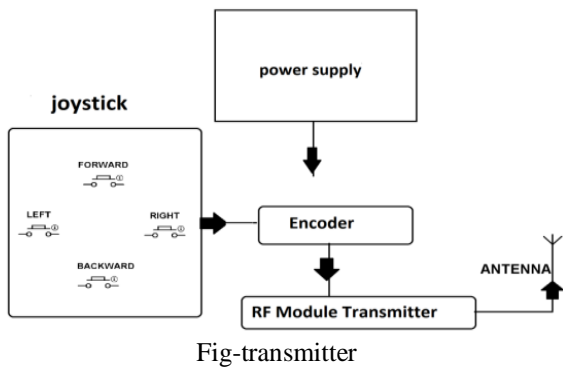 power supply
joystick
FORWARD
LEFT
RIGHT
BACKWARD
Encoder
ANTENNA
RF Module Transmitter
Fig-transmitter